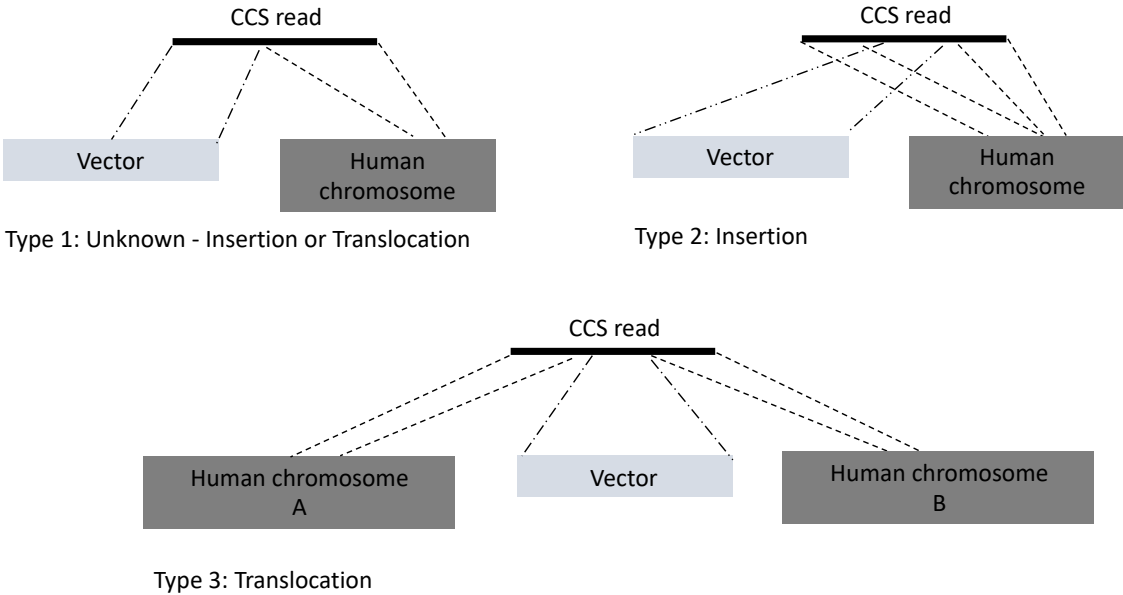 CCS read
Vector
Human
chromosome
Type 1: Unknown - Insertion or Translocation
CCS read
Vector
Human
chromosome
Type 2: Insertion
CCS read
Human chromosome
A
Vector
Human chromosome
B
Type 3: Translocation